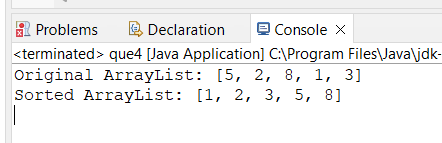 Problems Declaration Console
<terminated> que4 [Java Application] C:\Program Files\Java\jdk-
Original ArrayList: [5, 2, 8, 1, 3]
Sorted ArrayList: [1, 2, 3, 5, 8]